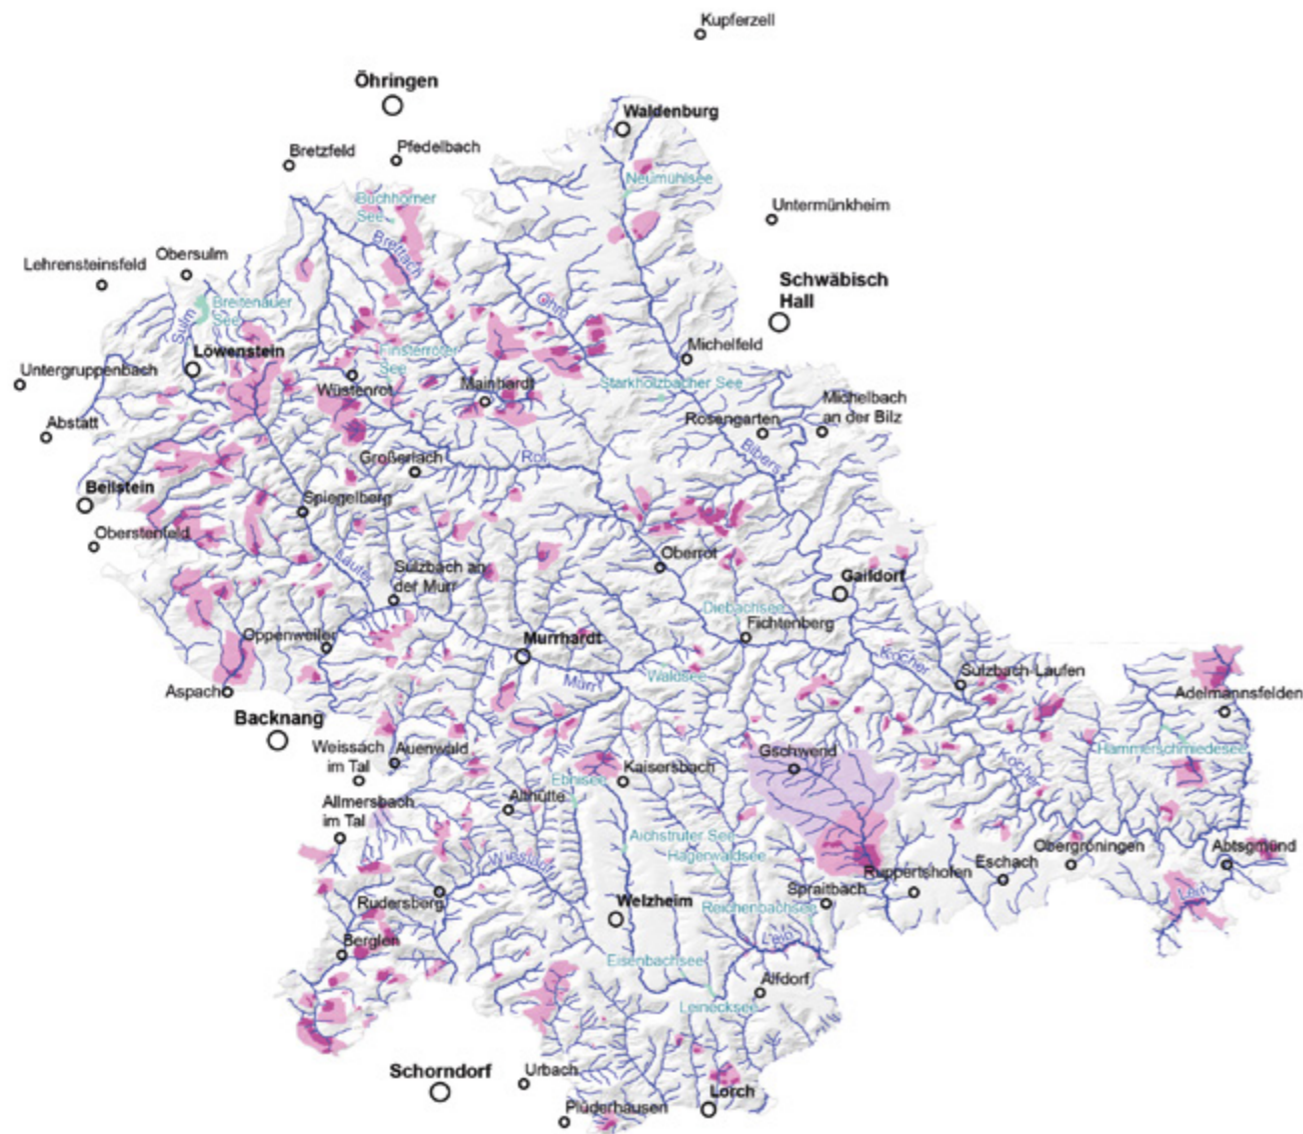 Kupferzell
Öhringen
Waldenburg
Bretzfeld
Pfedelbach
Neumühlsee
Buchhorner
See
Untermünkheim
Brettach
Lehrensteinsfeld
Obersulm
Schwäbisch
Hall
Breitenauer
See
Sulm
Ohrn
Löwenstein
Finsterroter
See
Michelfeld
Untergruppenbach
Wüstenrot
Mainhardt
Starkholzbacher See
Michelbach
an der Bilz
Abstatt
Rosengarten
Bibers
Großerlach
Rot
Beilstein
Spiegelberg
Oberstenfeld
Lauter
Sulzbach an
der Murr
Oberrot
Gaildorf
Diebachsee
Fichtenberg
Oppenweiler
Murrhardt
Kocher
Sulzbach-Laufen
Waldsee
Murr
Aspach
Adelmannsfelden
Backnang
Weissach
im Tal
Auenwald
Gschwend
Hammerschmiedesee
Kocher
Ebnisee
Kaisersbach
Allmersbach
im Tal
Althütte
Aichstruter See
Hagerwaldsee
Wieslauf
Obergröningen
Abtsgmünd
Eschach
Ruppertshofen
Rudersberg
Spraitbach
Lein
Welzheim
Reichenbachsee
Berglen
Lein
Eisenbachsee
Alfdorf
Leinecksee
Schorndorf
Urbach
Lorch
Plüderhausen